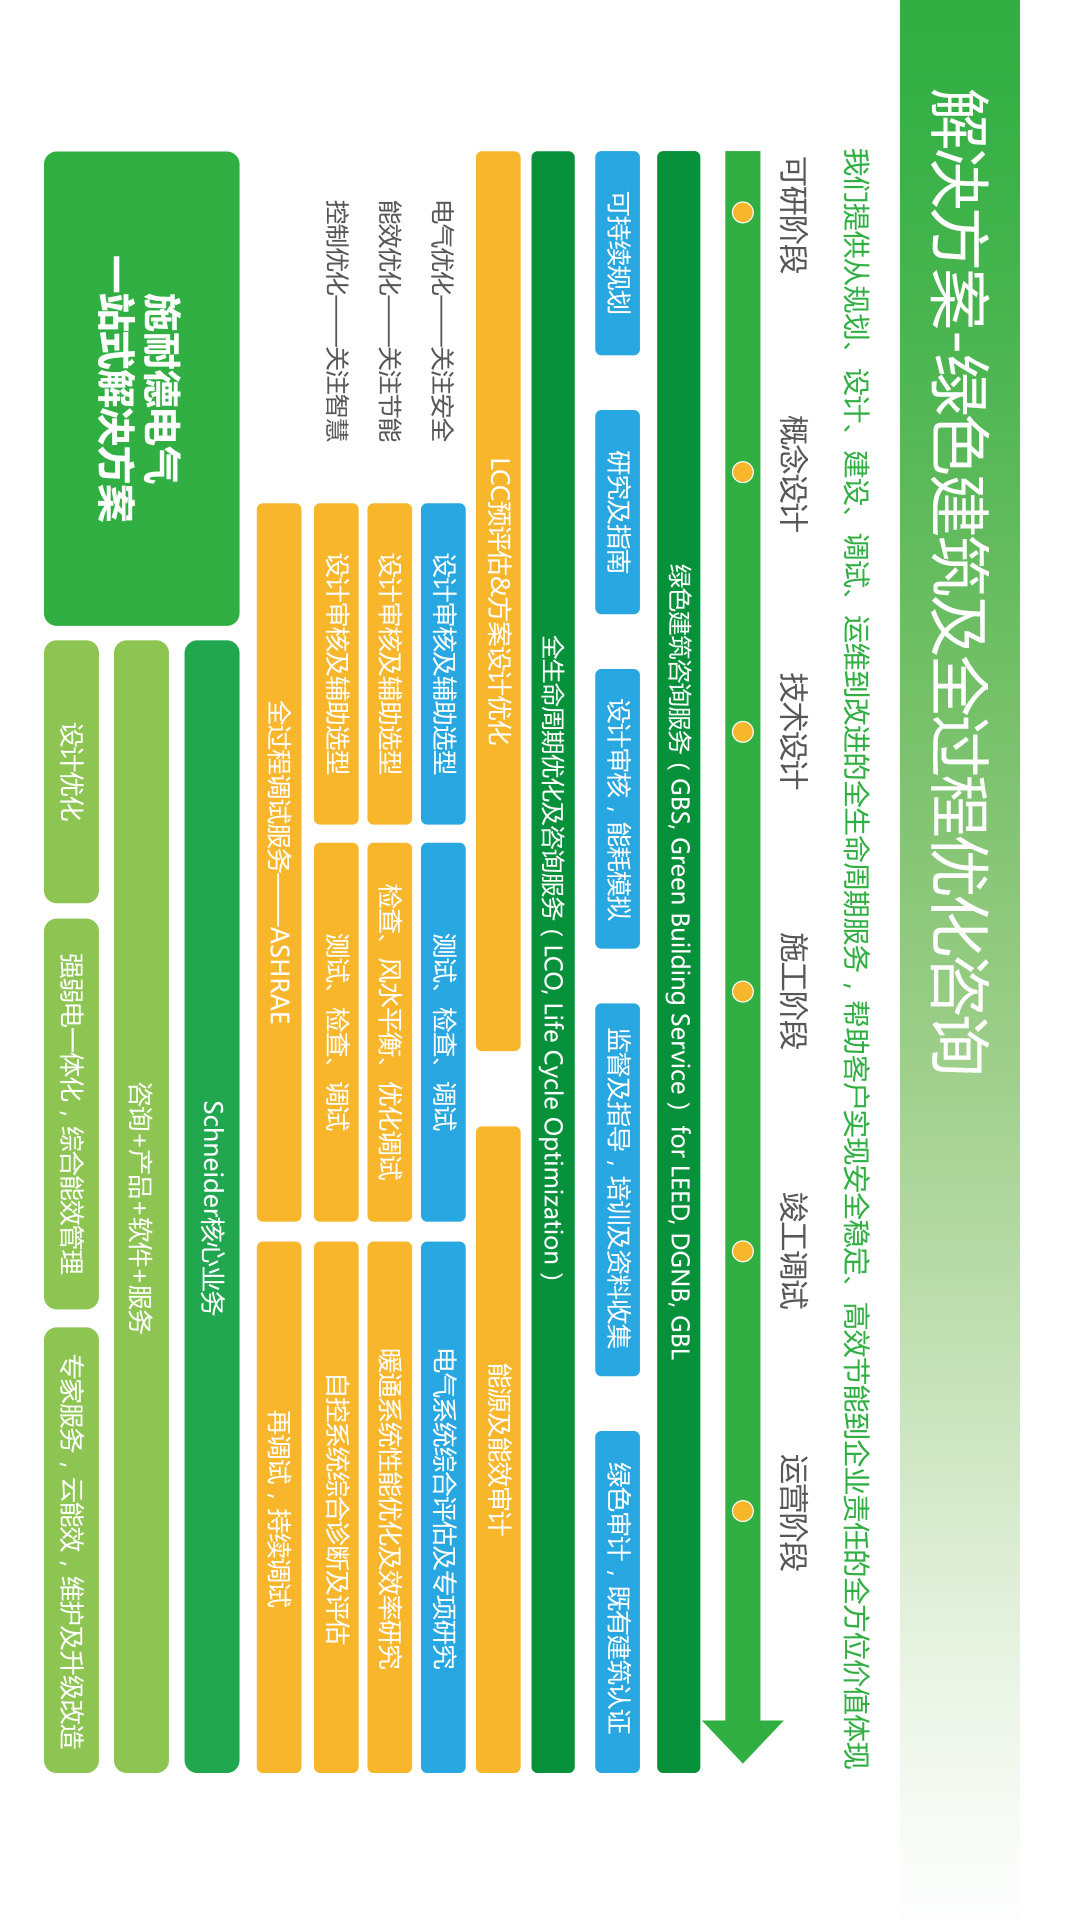 解决方案-绿色建筑及全过程优化咨询
我们提供从规划、设计、建设、调试、运维到改进的全生命周期服务，帮助客户实现安全稳定、高效节能到企业责任的全方位价值体现
可研阶段
概念设计
技术设计
施工阶段
竣工调试
运营阶段
绿色建筑咨询服务（GBS, Green Building Service）for LEED, DGNB, GBL
可持续规划
研究及指南
设计审核，能耗模拟
监督及指导，培训及资料收集
绿色审计，既有建筑认证
全生命周期优化及咨询服务（LCO, Life Cycle Optimization）
LCC预评估&方案设计优化
能源及能效审计
电气优化——关注安全
设计审核及辅助选型
测试、检查、调试
电气系统综合评估及专项研究
能效优化——关注节能
设计审核及辅助选型
检查、风水平衡、优化调试
暖通系统性能优化及效率研究
控制优化——关注智慧
设计审核及辅助选型
测试、检查、调试
自控系统综合诊断及评估
全过程调试服务——ASHRAE
再调试，持续调试
施耐德电气
一站式解决方案
Schneider核心业务
咨询+产品+软件+服务
设计优化
强弱电一体化，综合能效管理
专家服务，云能效，维护及升级改造